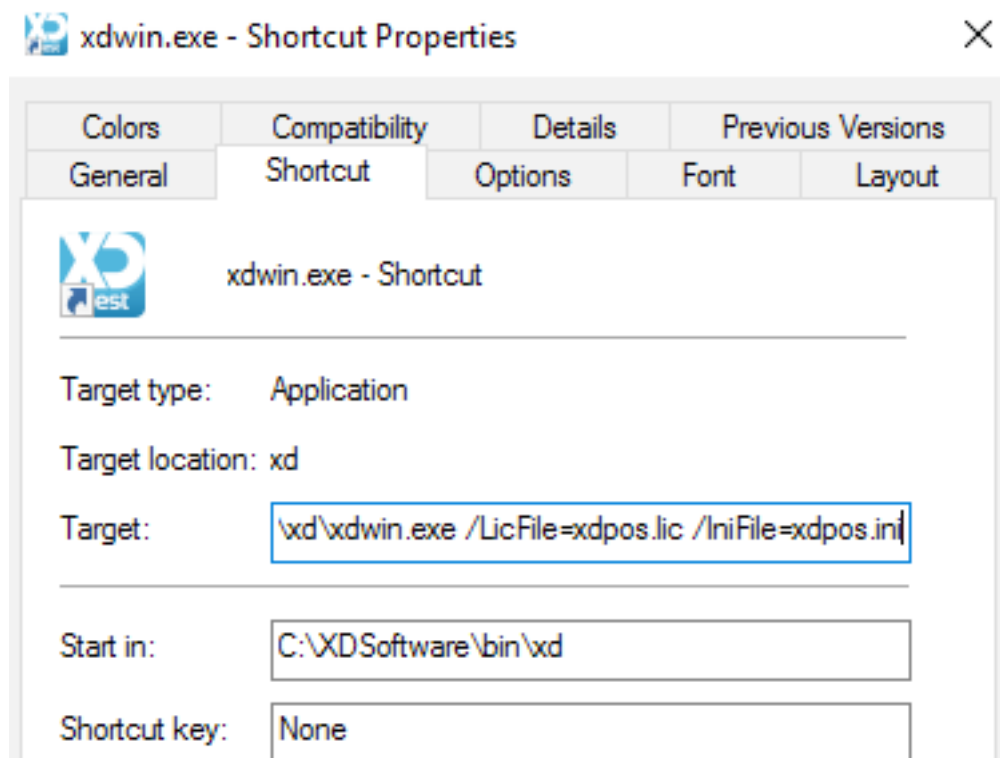 xdwin.exe - Shortcut Properties
Colors Compatibility Details Previous Versions
General Shortcut Options Font Layout
XD
est
xdwin.exe - Shortcut
Target type: Application
Target location: xd
Target: \xd\xdwin.exe /LicFile=xdpos.lic /IniFile=xdpos.ini
Start in: C:\XDSoftware\bin\xd
Shortcut key: None